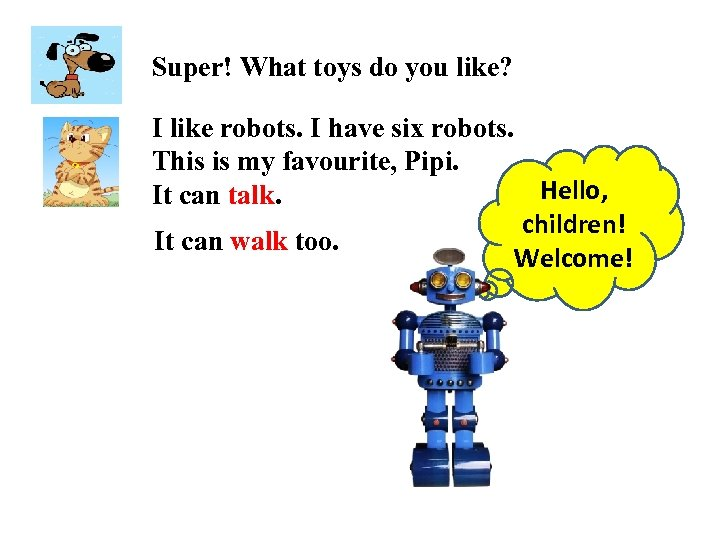 Super! What toys do you like?
I like robots. I have six robots.
This is my favourite, Pipi.
It can talk.
It can walk too.
Hello,
children!
Welcome!